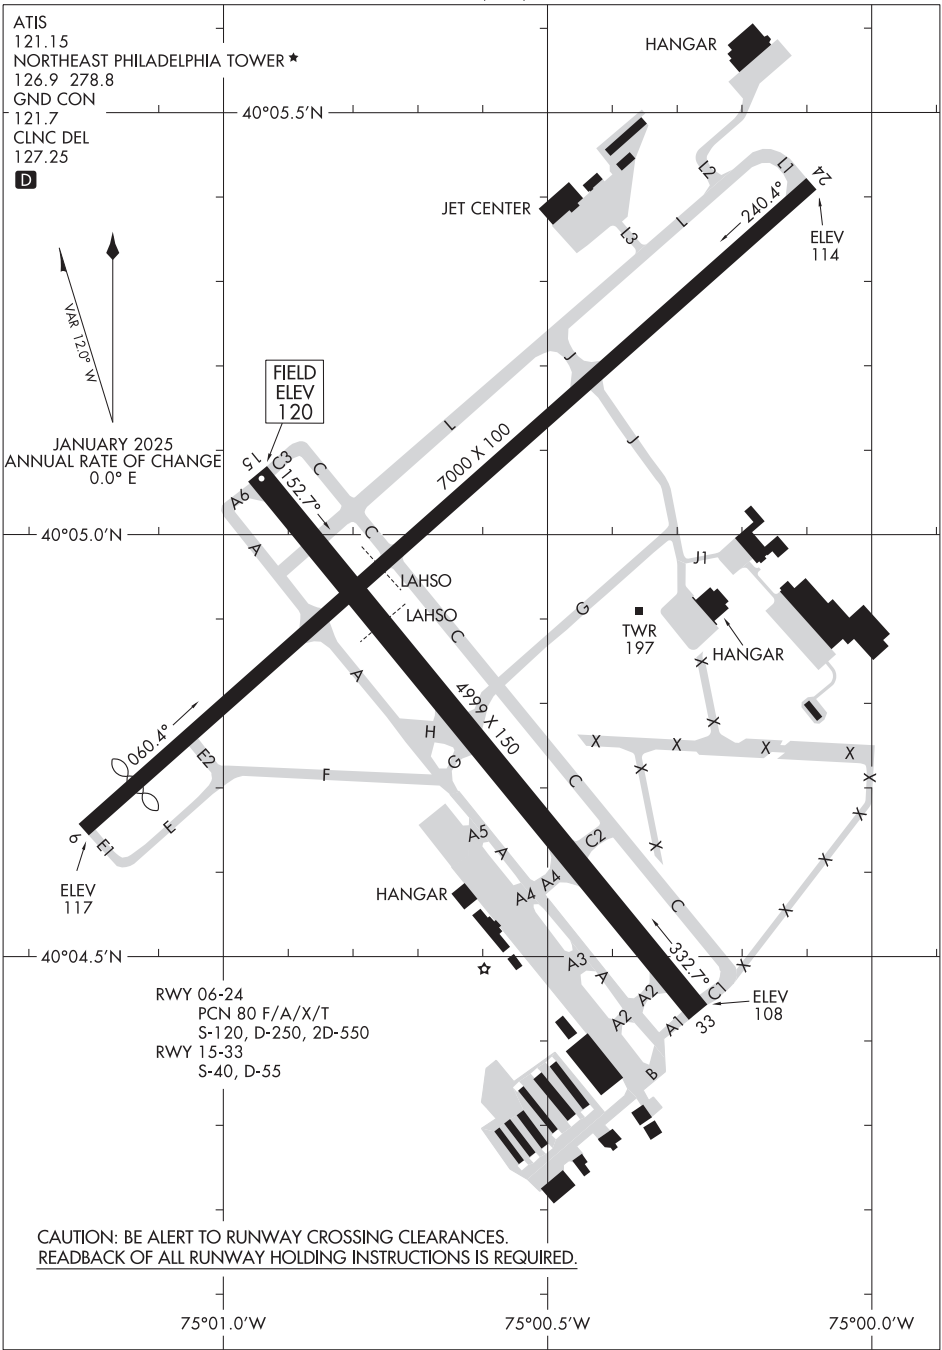 ATIS
121.15
NORTHEAST PHILADELPHIA TOWER
126.9 278.8
GND CON
121.7
CLNC DEL
127.25
D
HANGAR
40°05.5'N
JET CENTER
L2
L1
24
L
240.4°
L3
ELEV
114
VAR 12.0° W
FIELD
ELEV
120
JANUARY 2025
ANNUAL RATE OF CHANGE
0.0° E
J
L
J
7000 X 100
15
C3
C
152.7°
A6
40°05.0'N
A
C
LAHSO
LAHSO
J1
G
C
TWR
197
HANGAR
A
4999 X 150
060.4°
H
G
E2
F
X
X
X
X
X
X
X
X
X
X
X
X
X
C
9
E1
E
A5
A
C2
A4
A4
ELEV
117
HANGAR
C
332.7°
40°04.5'N
A3
A
A2
A2
A1
C1
33
ELEV
108
B
RWY 06-24
PCN 80 F/A/X/T
S-120, D-250, 2D-550
RWY 15-33
S-40, D-55
CAUTION: BE ALERT TO RUNWAY CROSSING CLEARANCES.
READBACK OF ALL RUNWAY HOLDING INSTRUCTIONS IS REQUIRED.
75°01.0'W
75°00.5'W
75°00.0'W